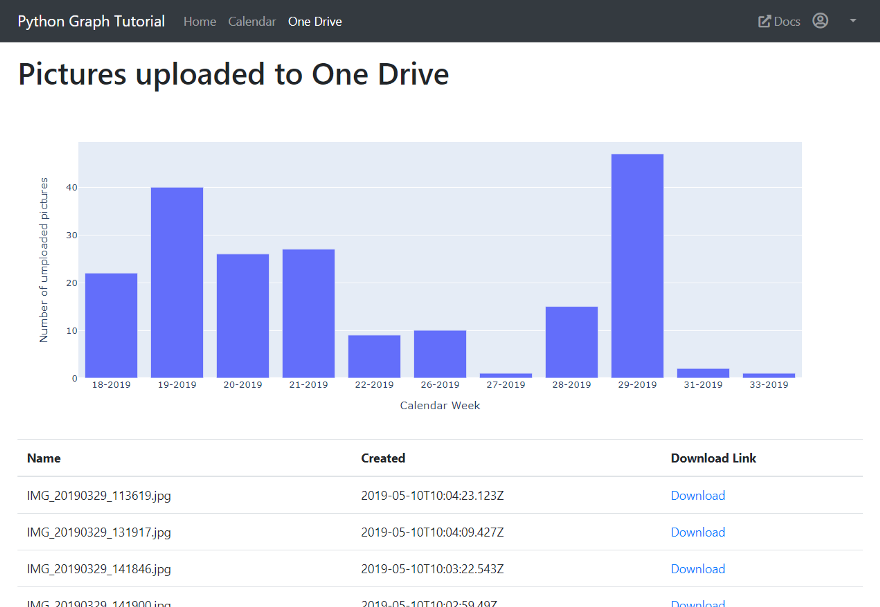 Python Graph Tutorial Home Calendar One Drive Docs
Pictures uploaded to One Drive
Number of umploaded pictures
40
30
20
10
0
18-2019 19-2019 20-2019 21-2019 22-2019 26-2019 27-2019 28-2019 29-2019 31-2019 33-2019
Calendar Week
Name Created Download Link
IMG_20190329_113619.jpg 2019-05-10T10:04:23.123Z Download
IMG_20190329_131917.jpg 2019-05-10T10:04:09.427Z Download
IMG_20190329_141846.jpg 2019-05-10T10:03:22.543Z Download
IMG_20190329_141900.jpg 2019-05-10T10:02:59.497Z Download